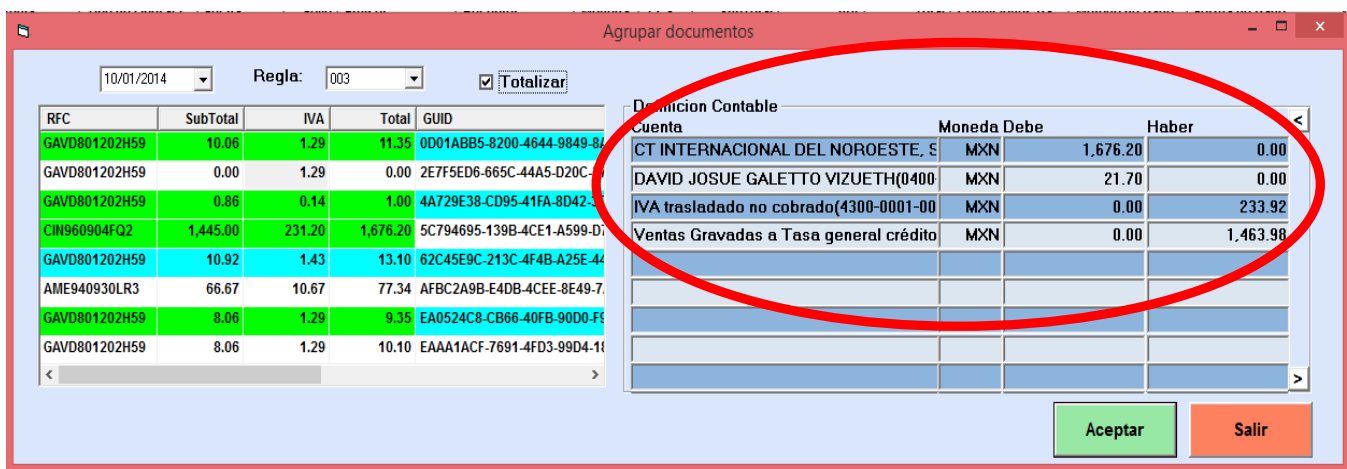 Agrupar documentos
10/01/2014 Regla: 003 Totalizar
RFC SubTotal IVA Total GUID
GAVD801202H59 10.06 1.29 11.35 0D01ABB5-8200-4644-9849-
GAVD801202H59 0.00 1.29 0.00 2E7F5ED6-665C-44A5-D20C-
GAVD801202H59 0.86 0.14 1.00 4A729E38-CD95-41FA-8D42-
CIN960904FQ2 1,445.00 231.20 1,676.20 5C794695-139B-4CE1-A599-D7
GAVD801202H59 10.92 1.43 13.10 62C45E9C-213C-4F4B-A25E-44
AME940930LR3 66.67 10.67 77.34 AFBC2A9B-E4DB-4CEE-8E49-7
GAVD801202H59 8.06 1.29 9.35 EA0524C8-CB66-40FB-90D0-F9
GAVD801202H59 8.06 1.29 10.10 EAAA1ACF-7691-4FD3-99D4-18
Definicion Contable
Cuenta Moneda Debe Haber
CT INTERNACIONAL DEL NOROESTE, S MXN 1,676.20 0.00
DAVID JOSUE GALETTO VIZUETH(0400- MXN 21.70 0.00
IVA trasladado no cobrado(4300-0001-00 MXN 0.00 233.92
Ventas Gravadas a Tasa general crédito MXN 0.00 1,463.98
Aceptar Salir